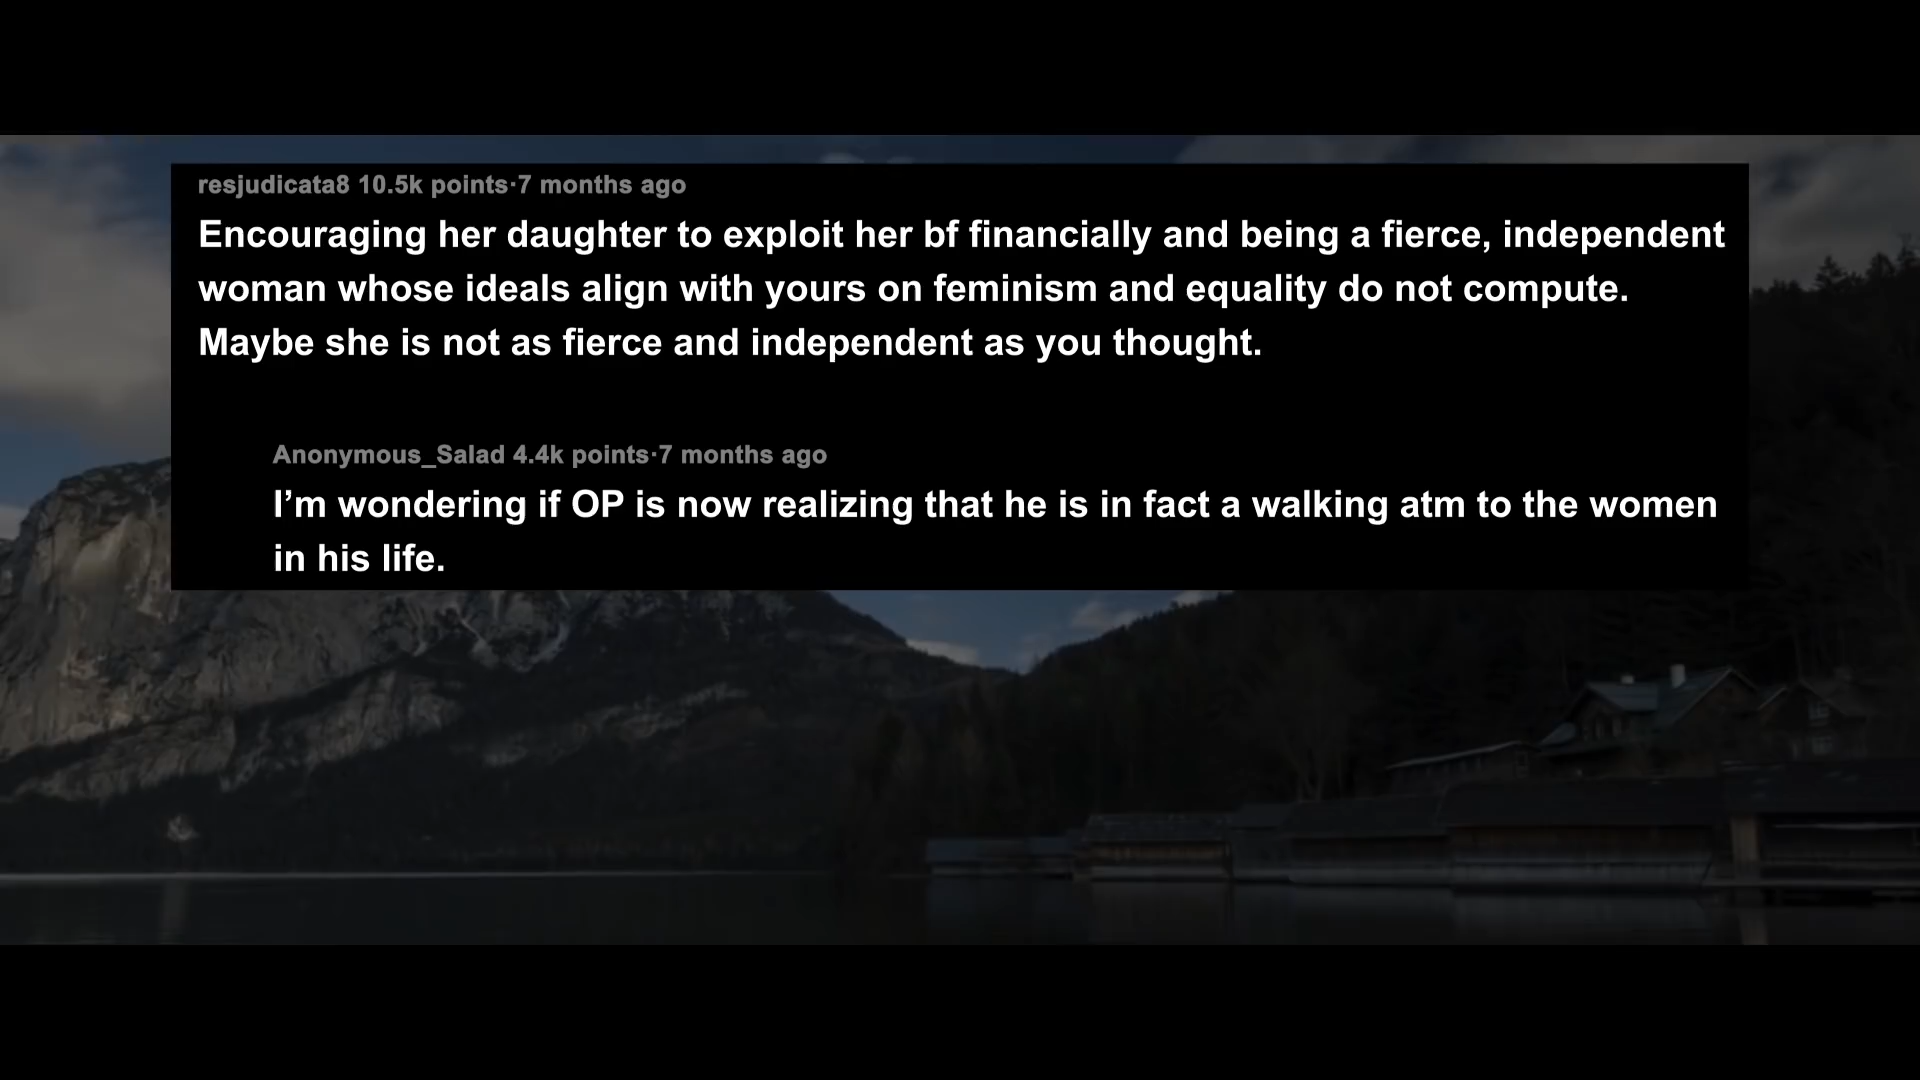 resjudicata8 10.5k points·7 months ago
Encouraging her daughter to exploit her bf financially and being a fierce, independent
woman whose ideals align with yours on feminism and equality do not compute.
Maybe she is not as fierce and independent as you thought.
Anonymous_Salad 4.4k points·7 months ago
I’m wondering if OP is now realizing that he is in fact a walking atm to the women
in his life.